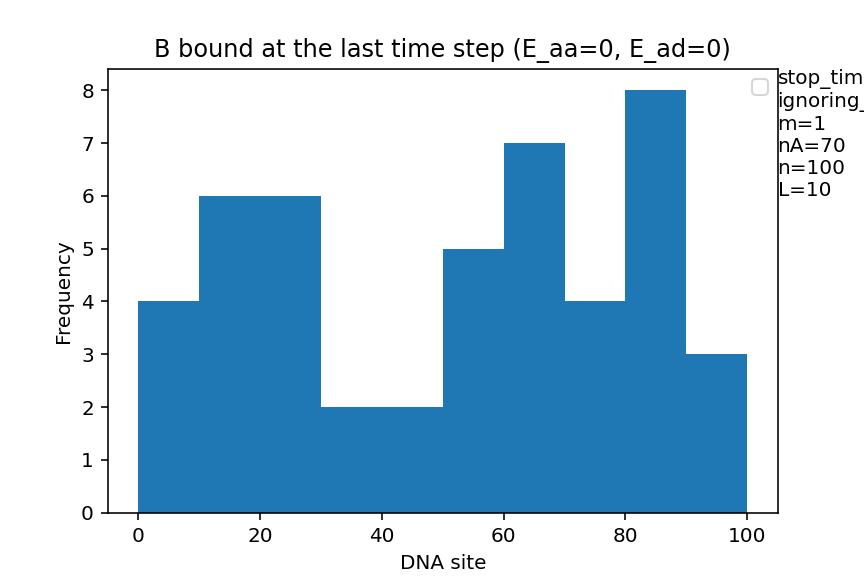 B bound at the last time step (E_aa=0, E_ad=0)
stop_tim
ignoring_
m=1
nA=70
n=100
L=10
8
7
6
5
4
3
2
1
0
Frequency
0 20 40 60 80 100
DNA site